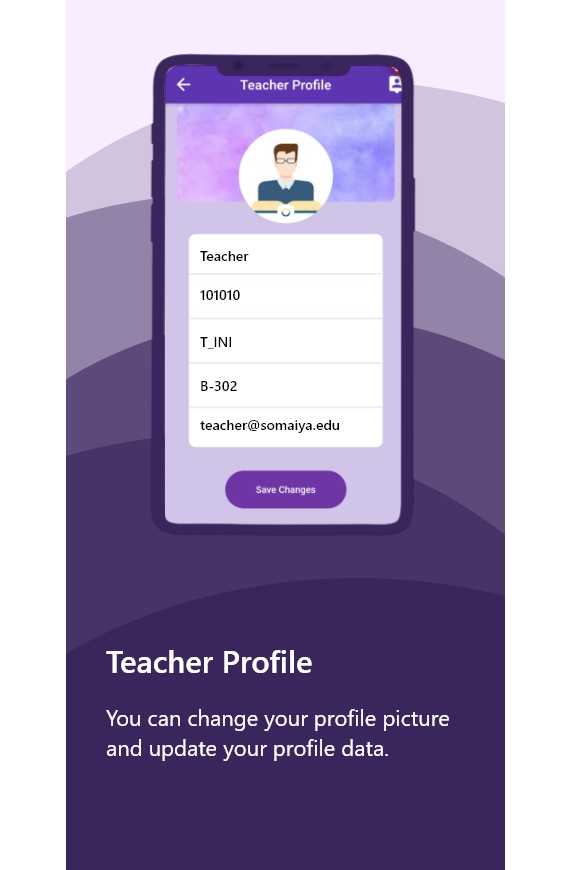 Teacher Profile
Teacher
101010
T_INI
B-302
teacher@somaiya.edu
Save Changes
Teacher Profile
You can change your profile picture
and update your profile data.